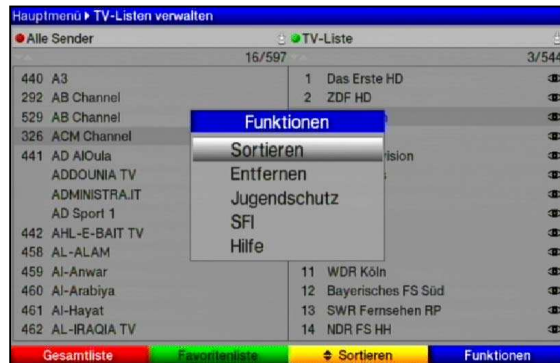 Hauptmenü ▸ TV-Listen verwalten
Alle Sender
16/597
440 A3
292 AB Channel
529 AB Channel
326 ACM Channel
441 AD AlOula
ADDOUNIA TV
ADMINISTRA.IT
AD Sport 1
442 AHL-E-BAIT TV
458 AL-ALAM
459 Al-Anwar
460 Al-Arabiya
461 Al-Hayat
462 AL-IRAQIA TV
TV-Liste
3/544
1 Das Erste HD
2 ZDF HD
ision
11 WDR Köln
12 Bayerisches FS Süd
13 SWR Fernsehen RP
14 NDR FS HH
Funktionen
Sortieren
Entfernen
Jugendschutz
SFI
Hilfe
Gesamtliste
Favoritenliste
Sortieren
Funktionen